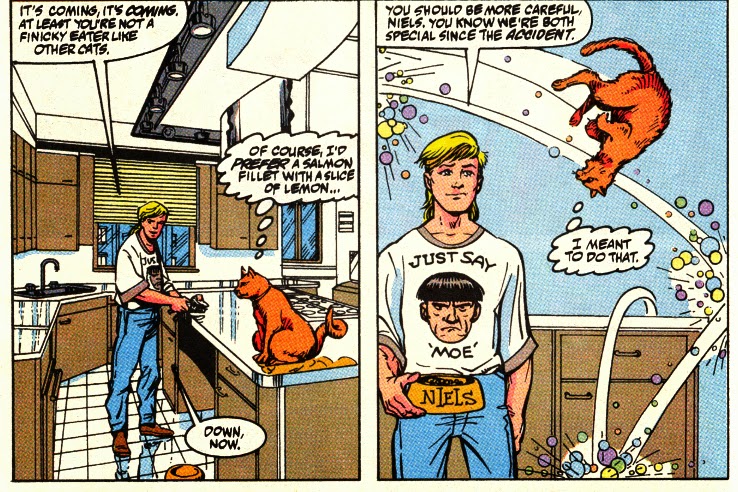 IT'S COMING, IT'S COMING.
AT LEAST YOU'RE NOT A
FINICKY EATER LIKE
OTHER CATS.
OF COURSE, I'D
PREFER A SALMON
FILLET WITH A SLICE
OF LEMON...
JUST
DOWN,
NOW.
YOU SHOULD BE MORE CAREFUL,
NIELS. YOU KNOW WE'RE BOTH
SPECIAL SINCE THE ACCIDENT.
I MEANT
TO DO THAT.
JUST SAY
'MOE'
NIELS